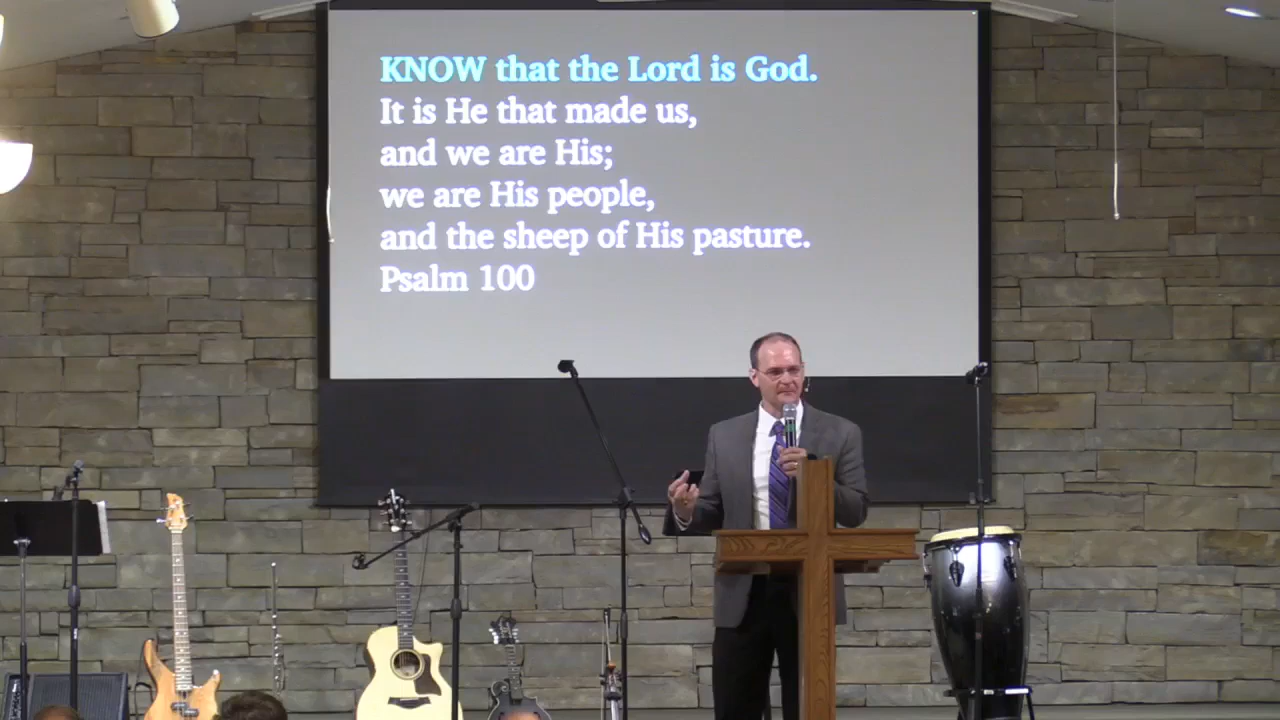 KNOW that the Lord is God.
It is He that made us,
and we are His;
we are His people,
and the sheep of His pasture.
Psalm 100